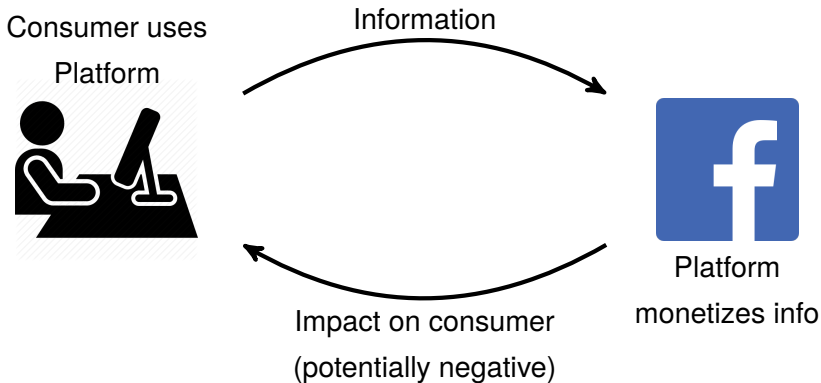 Consumer uses
Platform
Information
f
Platform
monetizes info
Impact on consumer
(potentially negative)